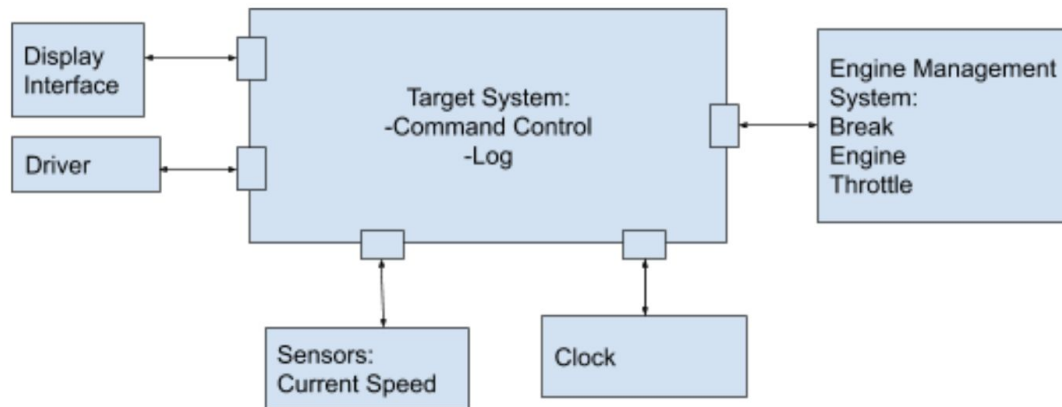 Display
Interface
Driver
Target System:
-Command Control
-Log
Engine Management
System:
Break
Engine
Throttle
Sensors:
Current Speed
Clock